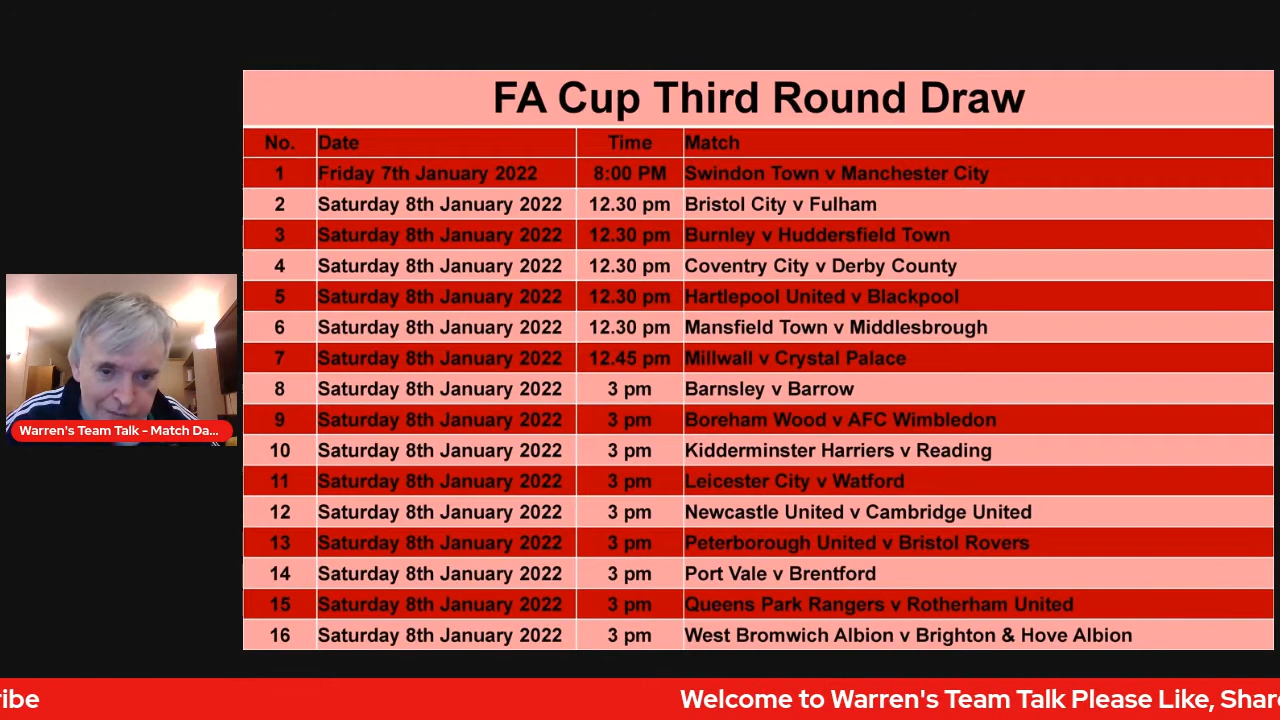 FA Cup Third Round Draw
No. Date Time Match
1 Friday 7th January 2022 8:00 PM Swindon Town v Manchester City
2 Saturday 8th January 2022 12.30 pm Bristol City v Fulham
3 Saturday 8th January 2022 12.30 pm Burnley v Huddersfield Town
4 Saturday 8th January 2022 12.30 pm Coventry City v Derby County
5 Saturday 8th January 2022 12.30 pm Hartlepool United v Blackpool
6 Saturday 8th January 2022 12.30 pm Mansfield Town v Middlesbrough
7 Saturday 8th January 2022 12.45 pm Millwall v Crystal Palace
8 Saturday 8th January 2022 3 pm Barnsley v Barrow
9 Saturday 8th January 2022 3 pm Boreham Wood v AFC Wimbledon
10 Saturday 8th January 2022 3 pm Kidderminster Harriers v Reading
11 Saturday 8th January 2022 3 pm Leicester City v Watford
12 Saturday 8th January 2022 3 pm Newcastle United v Cambridge United
13 Saturday 8th January 2022 3 pm Peterborough United v Bristol Rovers
14 Saturday 8th January 2022 3 pm Port Vale v Brentford
15 Saturday 8th January 2022 3 pm Queens Park Rangers v Rotherham United
16 Saturday 8th January 2022 3 pm West Bromwich Albion v Brighton & Hove Albion
Warren's Team Talk - Match Da...
ribe Welcome to Warren's Team Talk Please Like, Share